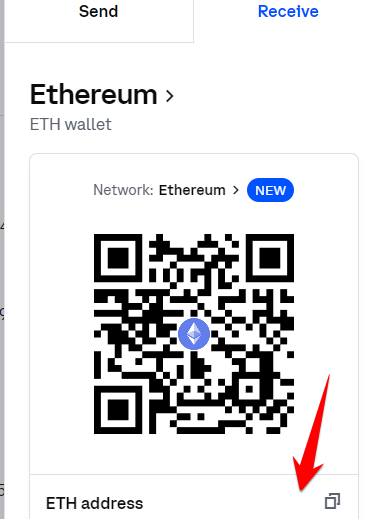 Send
Receive
Ethereum
ETH wallet
Network: Ethereum NEW
ETH address